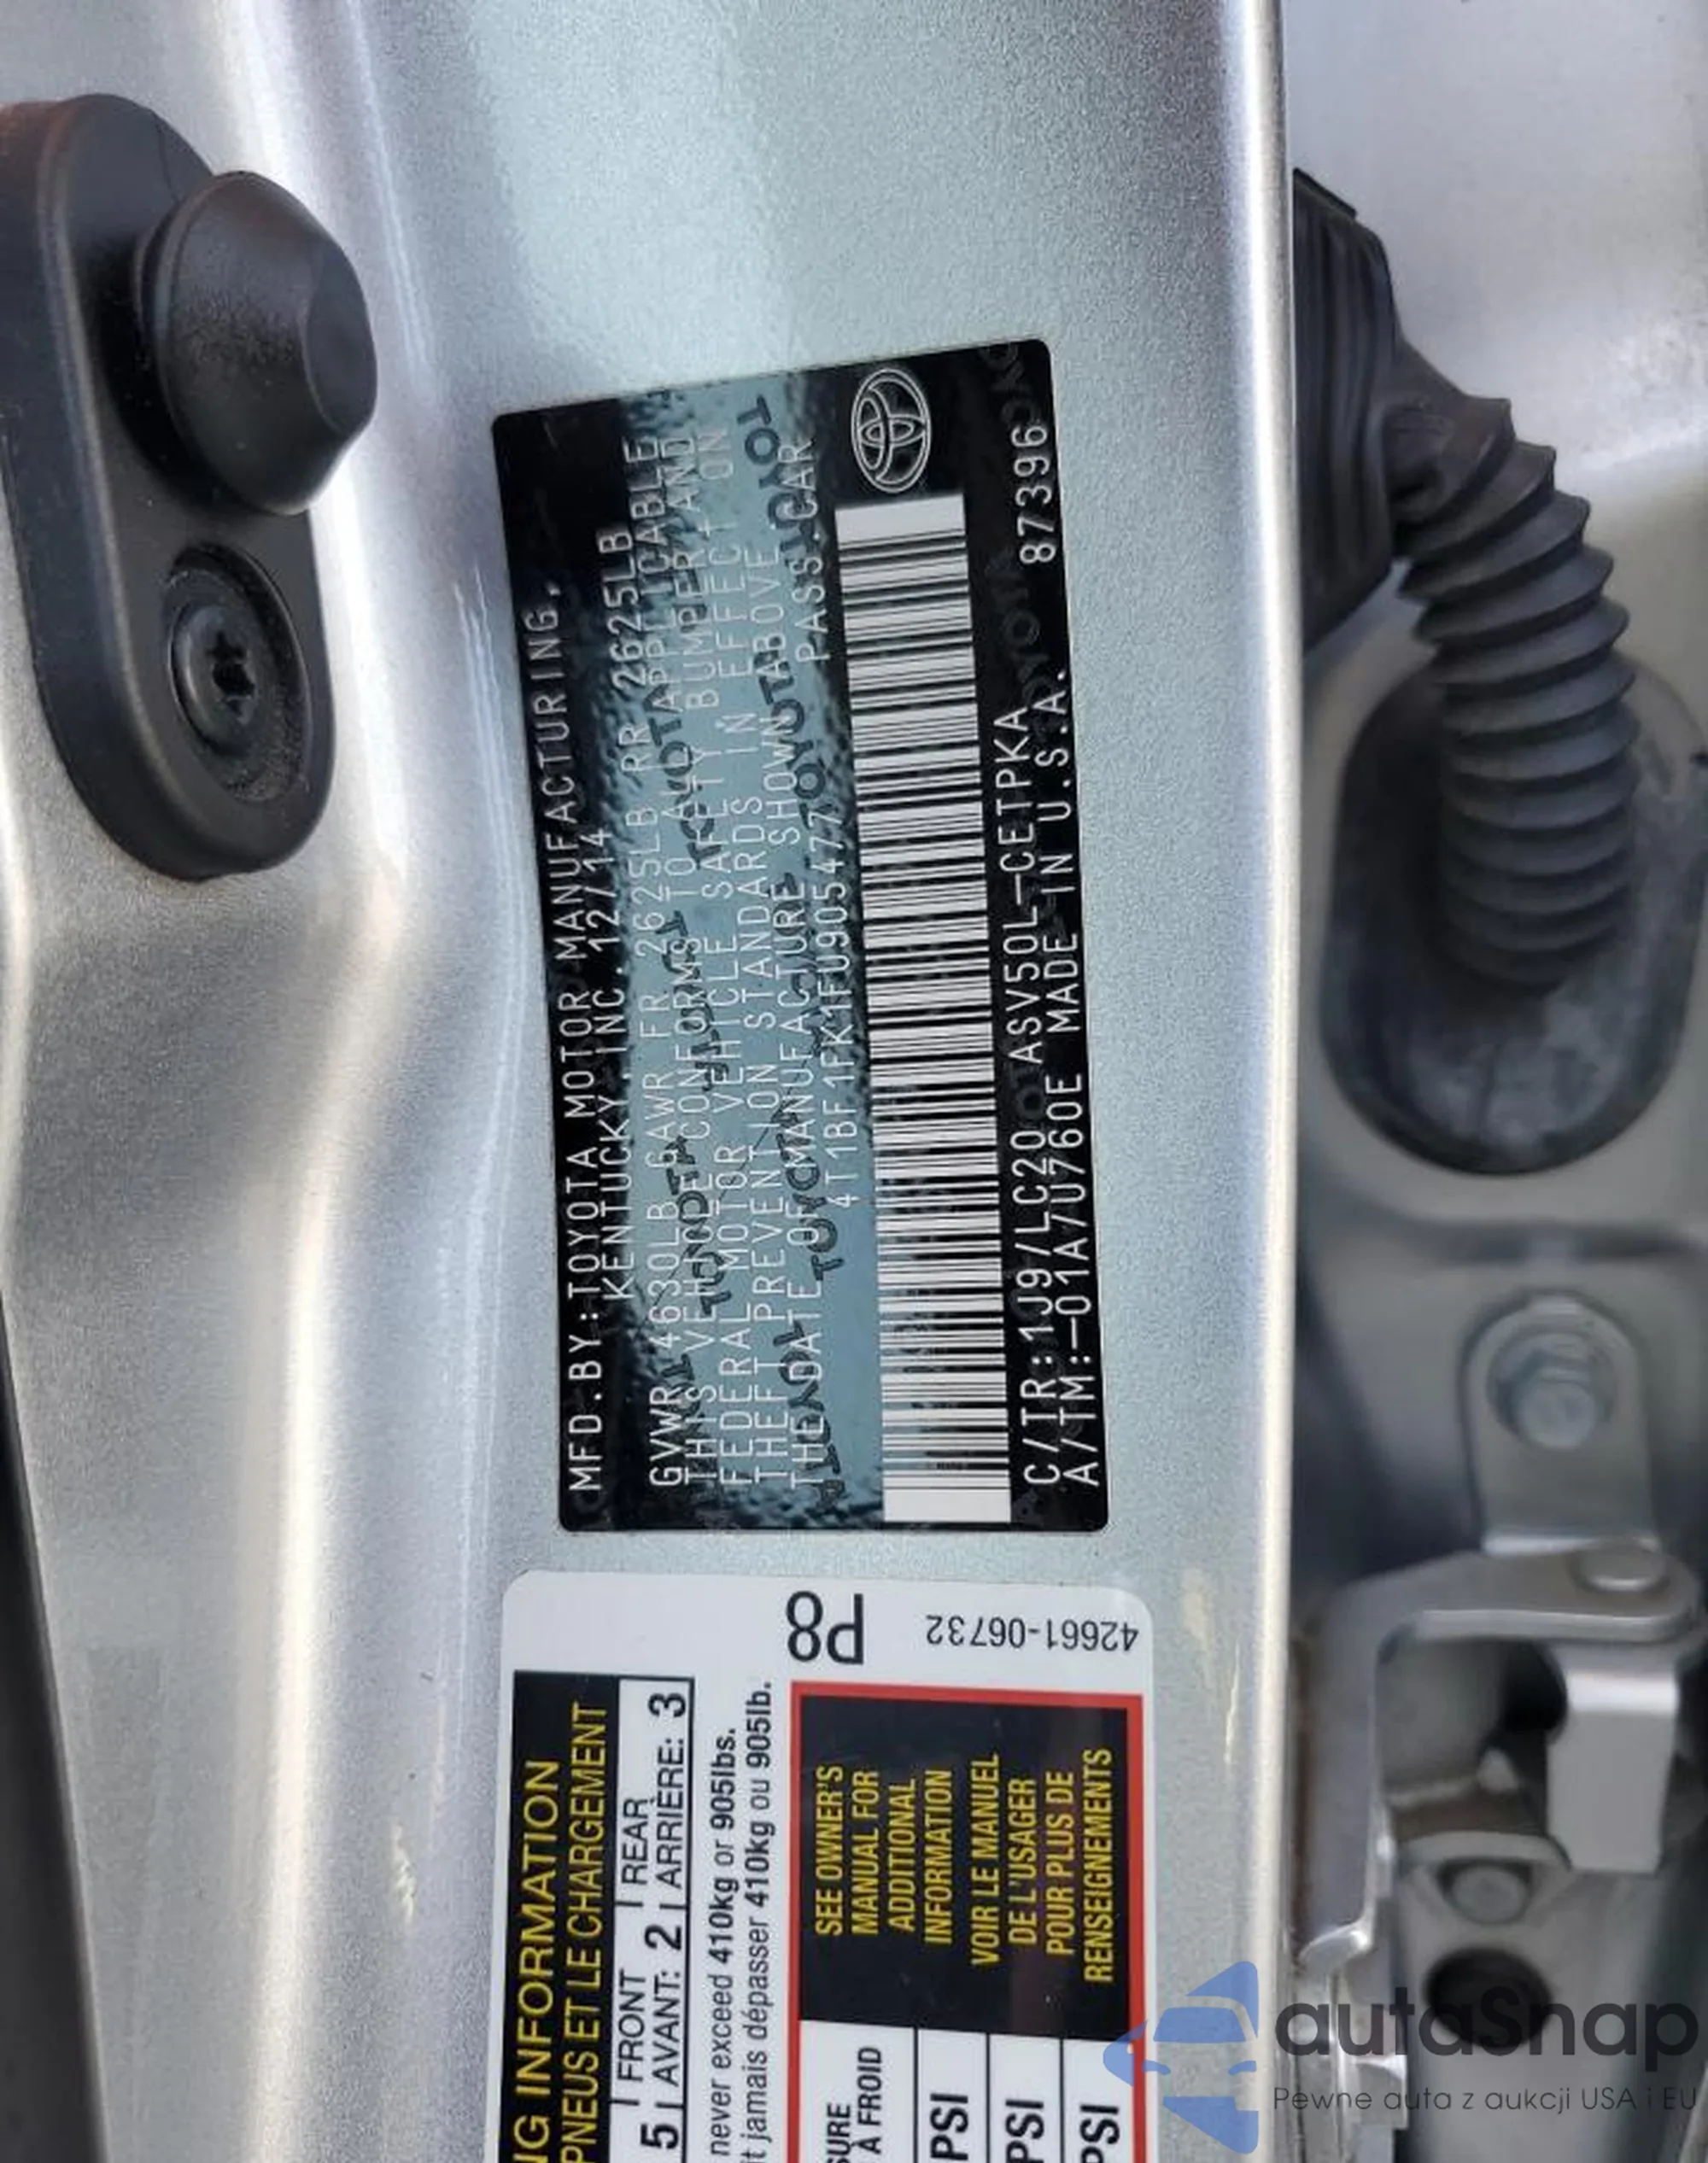 MFD.BY:TOYOTA MOTOR MANUFACTURING,
KENTUCKY,INC. 12/14
GVWR 4630LB GAWR FR 2625LB RR 2625LB
THIS VEHICLE CONFORMS TO ALL APPLICABLE
FEDERAL MOTOR VEHICLE SAFETY BUMPER, AND
THEFT PREVENTION STANDARDS IN EFFECT ON
THE DATE OF MANUFACTURE SHOWN ABOVE.
4T1BF1FK1FU905477 PASS.CAR
C/TR:1J9/LC20 ASV50L-CETPKA 87396
A/TM:-01A/U760E MADE IN U.S.A.
P8
42661-06732
NG INFORMATION
PNEUS ET LE CHARGEMENT
5 FRONT AVANT: 2 REAR ARRIÈRE: 3
never exceed 410kg or 905lbs.
t jamais dépasser 410kg ou 905lb.
SEE OWNER'S
MANUAL FOR
ADDITIONAL
INFORMATION
VOIR LE MANUEL
DE L'USAGER
POUR PLUS DE
RENSEIGNEMENTS
SURE
À FROID
PSI
PSI
PSI
autaSnap
Pewne auta z aukcji USA i EU